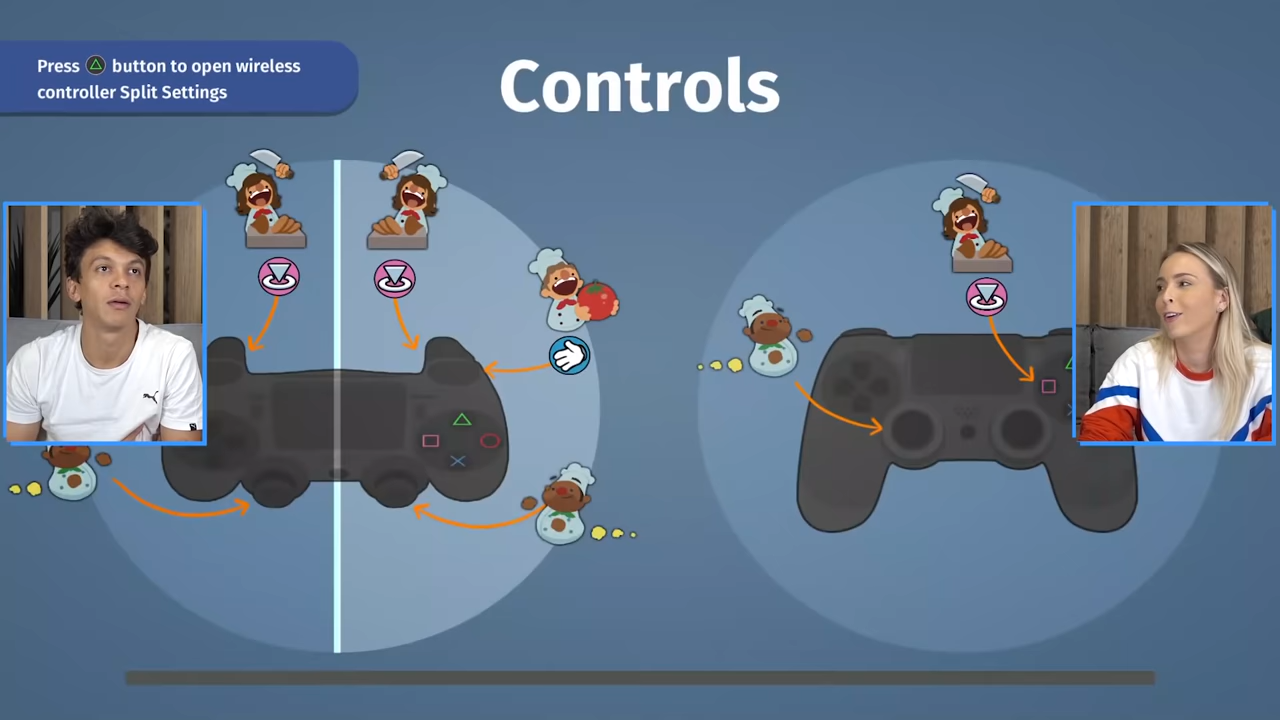 Press button to open wireless
controller Split Settings
Controls